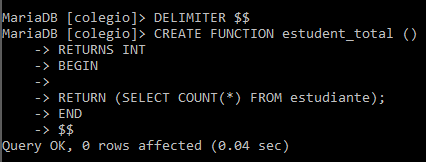 MariaDB [colegio]> DELIMITER $$
MariaDB [colegio]> CREATE FUNCTION estudent_total ()
    -> RETURNS INT
    -> BEGIN
    ->
    -> RETURN (SELECT COUNT(*) FROM estudiante);
    -> END
    -> $$
Query OK, 0 rows affected (0.04 sec)